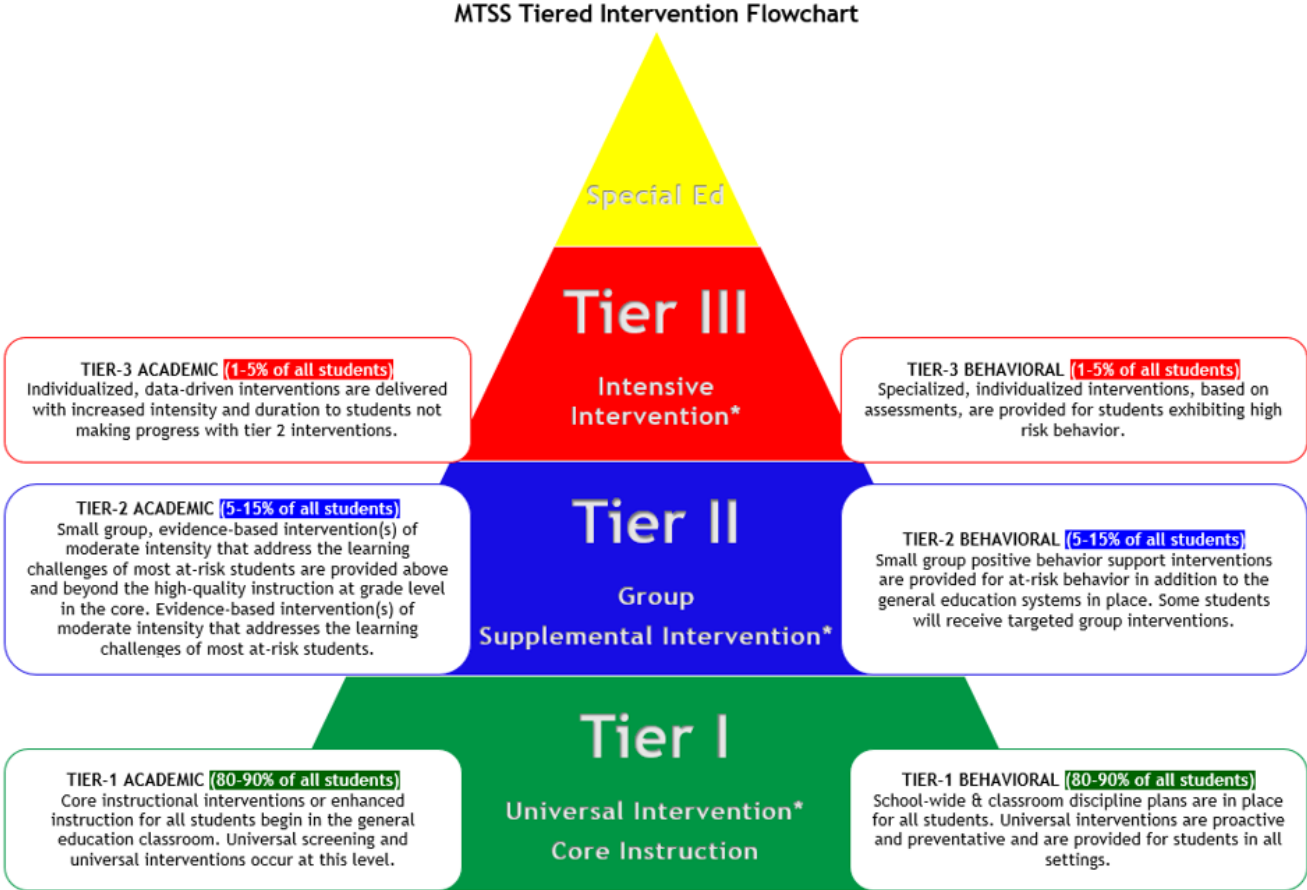 MTSS Tiered Intervention Flowchart
Special Ed
Tier III
Intensive
Intervention*
TIER-3 ACADEMIC (1-5% of all students)
Individualized, data-driven interventions are delivered
with increased intensity and duration to students not
making progress with tier 2 interventions.
TIER-3 BEHAVIORAL (1-5% of all students)
Specialized, individualized interventions, based on
assessments, are provided for students exhibiting high
risk behavior.
Tier II
Group
Supplemental Intervention*
TIER-2 ACADEMIC (5-15% of all students)
Small group, evidence-based intervention(s) of
moderate intensity that address the learning
challenges of most at-risk students are provided above
and beyond the high-quality instruction at grade level
in the core. Evidence-based intervention(s) of
moderate intensity that addresses the learning
challenges of most at-risk students.
TIER-2 BEHAVIORAL (5-15% of all students)
Small group positive behavior support interventions
are provided for at-risk behavior in addition to the
general education systems in place. Some students
will receive targeted group interventions.
Tier I
Universal Intervention*
Core Instruction
TIER-1 ACADEMIC (80-90% of all students)
Core instructional interventions or enhanced
instruction for all students begin in the general
education classroom. Universal screening and
universal interventions occur at this level.
TIER-1 BEHAVIORAL (80-90% of all students)
School-wide & classroom discipline plans are in place
for all students. Universal interventions are proactive
and preventative and are provided for students in all
settings.